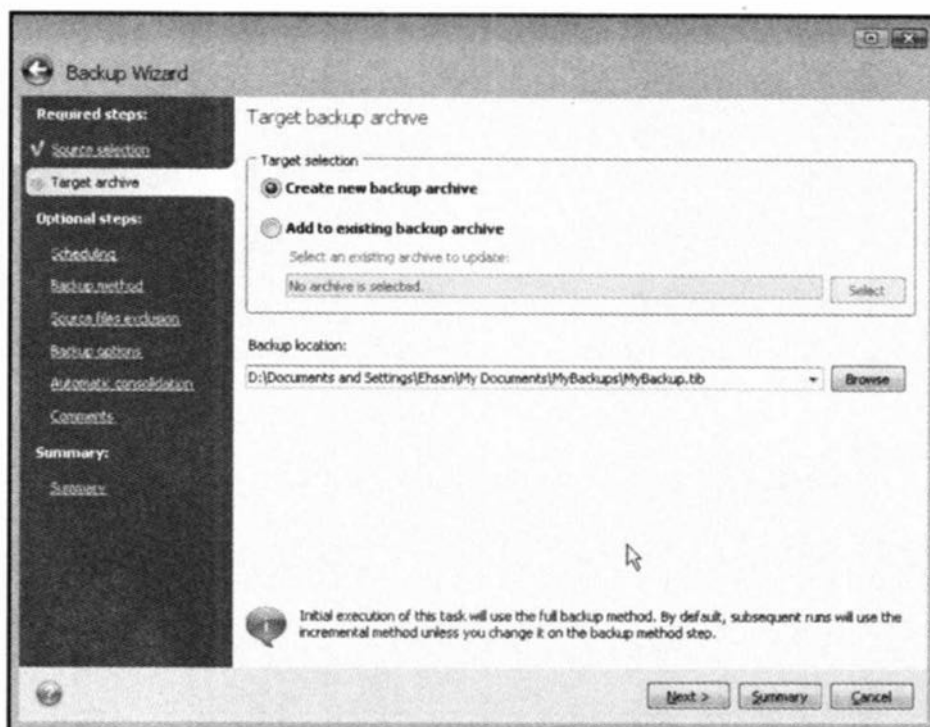 Backup Wizard
Required steps:
Source selection
Target archive
Optional steps:
Scheduling
Backup method
Source files exclusion
Backup options
Automatic consolidation
Comments
Summary:
Summary
Target backup archive
Target selection
Create new backup archive
Add to existing backup archive
Select an existing archive to update:
No archive is selected.
Select
Backup location:
D:\Documents and Settings\Ehsan\My Documents\MyBackups\MyBackup.tib
Browse
Initial execution of this task will use the full backup method. By default, subsequent runs will use the
incremental method unless you change it on the backup method step.
Next >
Summary
Cancel